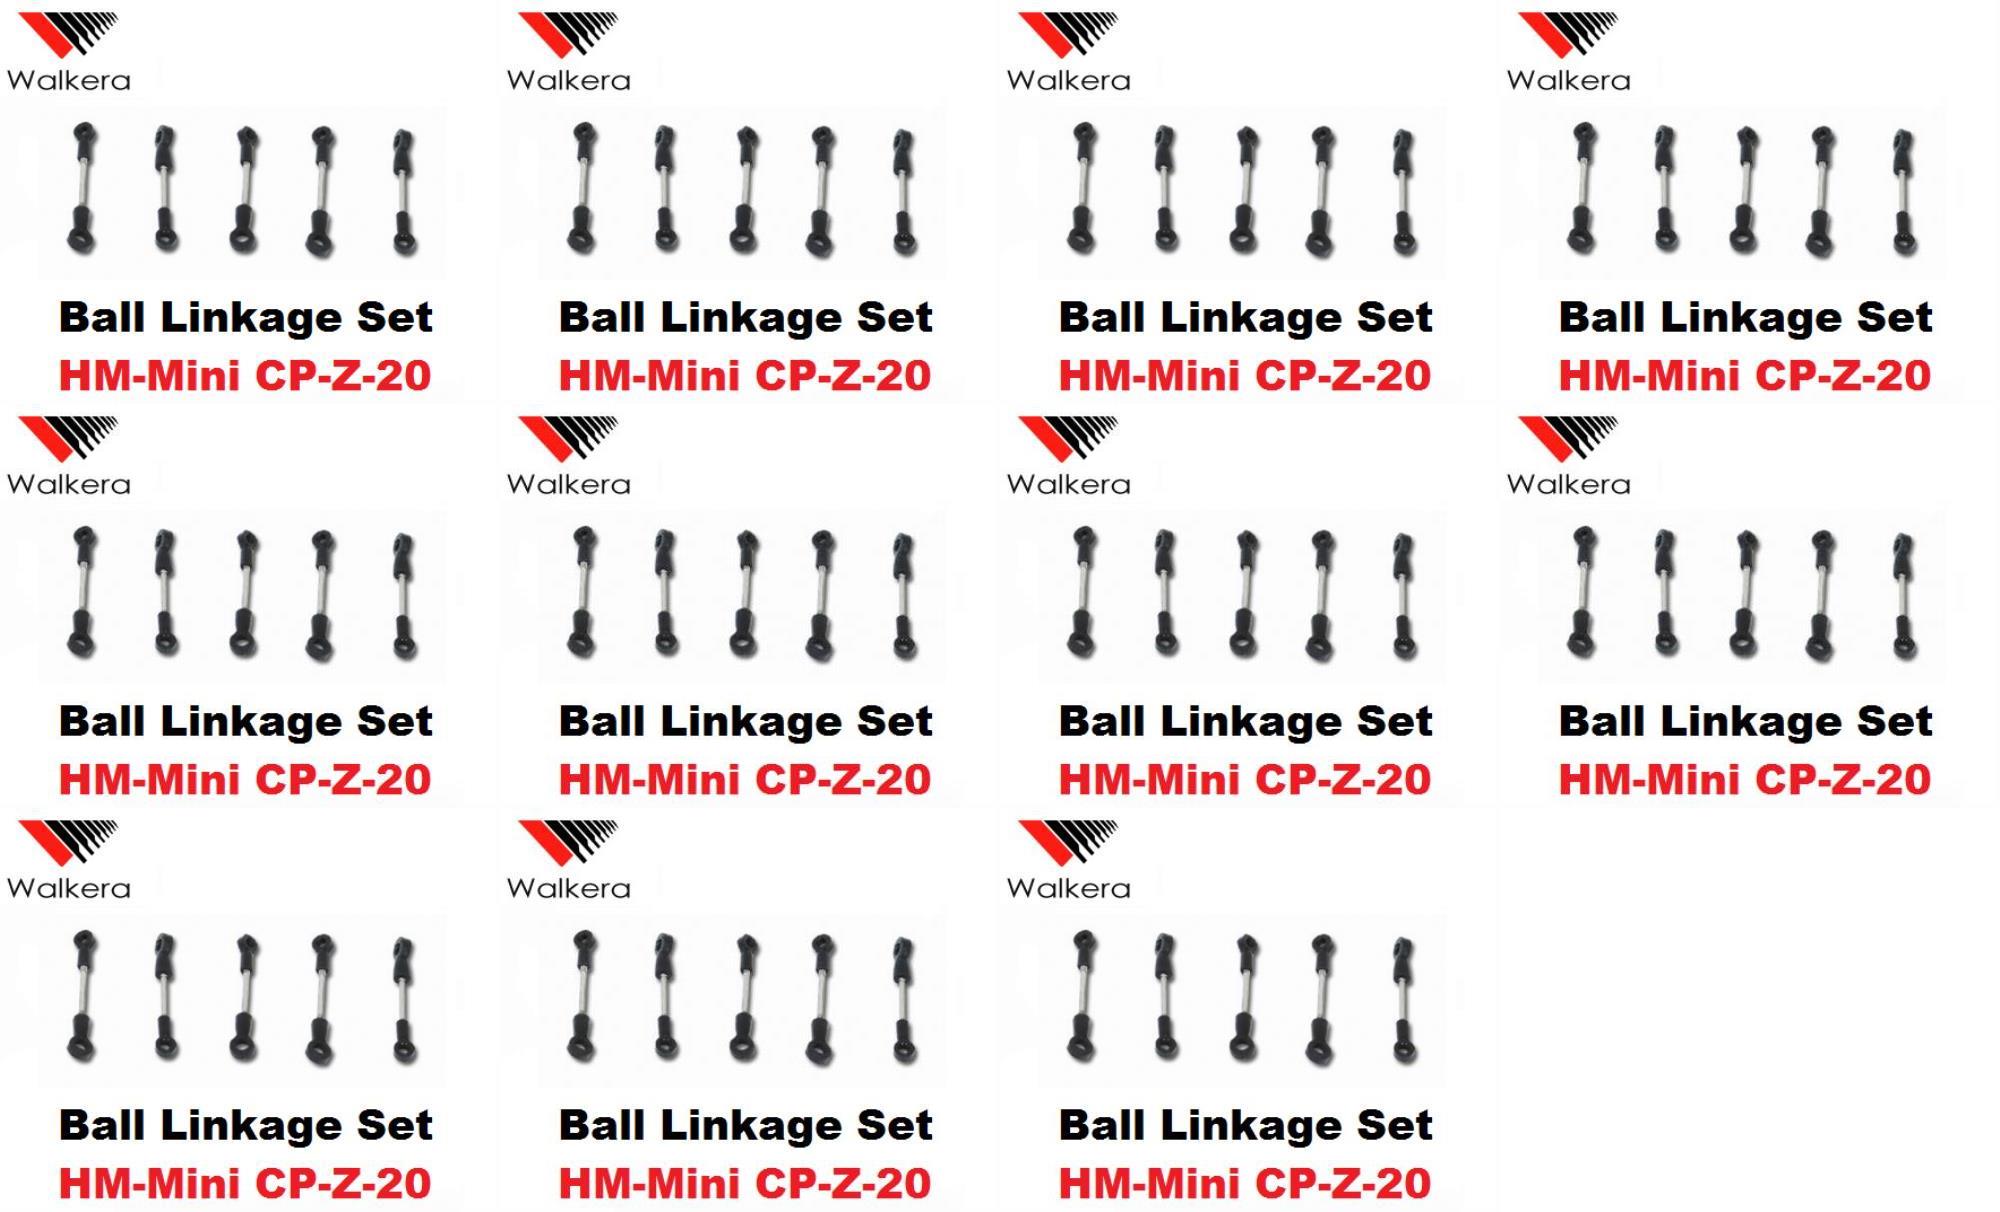 Walkera Walkera Walkera Walkera
Ball Linkage Set Ball Linkage Set Ball Linkage Set Ball Linkage Set
HM-Mini CP-Z-20 HM-Mini CP-Z-20 HM-Mini CP-Z-20 HM-Mini CP-Z-20
Walkera Walkera Walkera Walkera
Ball Linkage Set Ball Linkage Set Ball Linkage Set Ball Linkage Set
HM-Mini CP-Z-20 HM-Mini CP-Z-20 HM-Mini CP-Z-20 HM-Mini CP-Z-20
Walkera Walkera Walkera
Ball Linkage Set Ball Linkage Set Ball Linkage Set
HM-Mini CP-Z-20 HM-Mini CP-Z-20 HM-Mini CP-Z-20